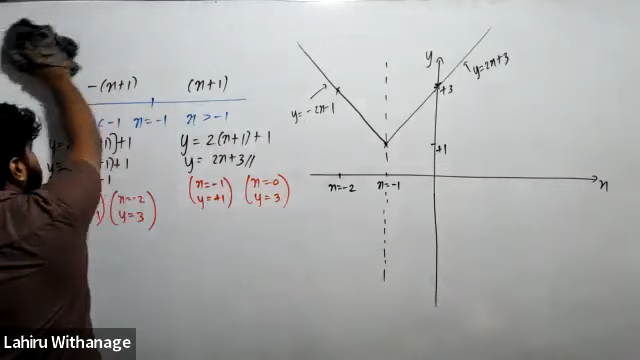 -(x+1) (x+1)
x=-1 x>-1
y=2(x+1)+1
y=2x+3//
(x=-1 y=+1) (x=0 y=3)
(x=-2 y=3)
y=-2x-1
y
y=2x+3
+3
+1
x=-2 x=-1
x
Lahiru Withanage